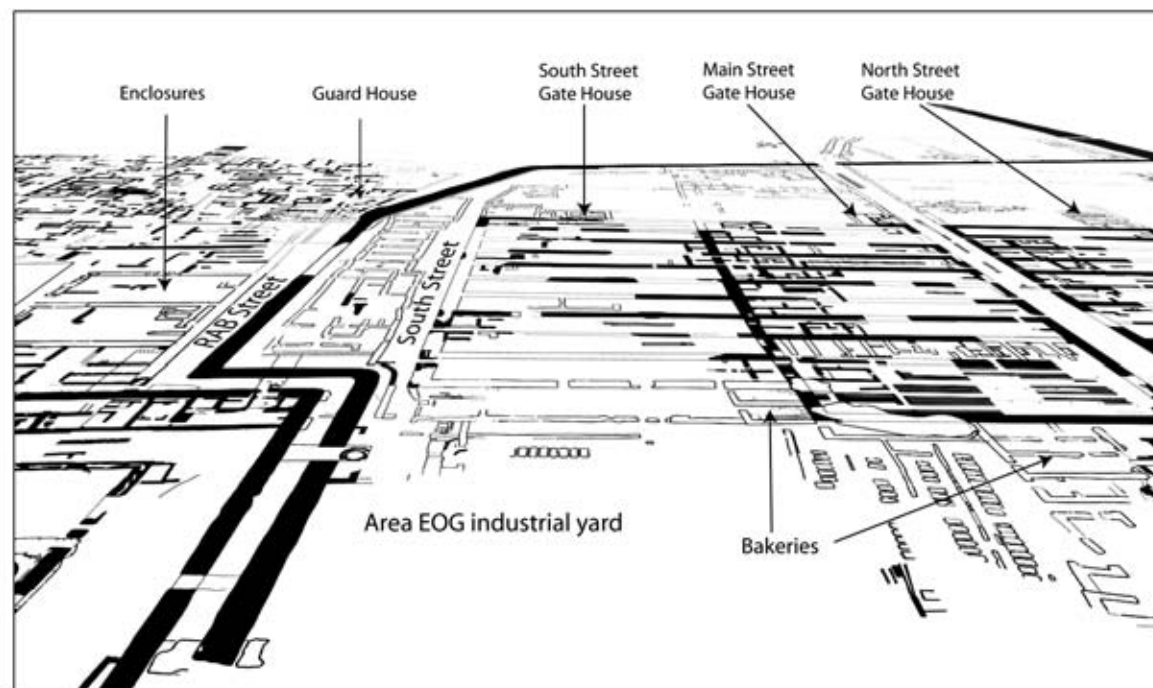 Enclosures
Guard House
South Street
Gate House
Main Street
Gate House
North Street
Gate House
RAB Street
South Street
Area EOG industrial yard
Bakeries